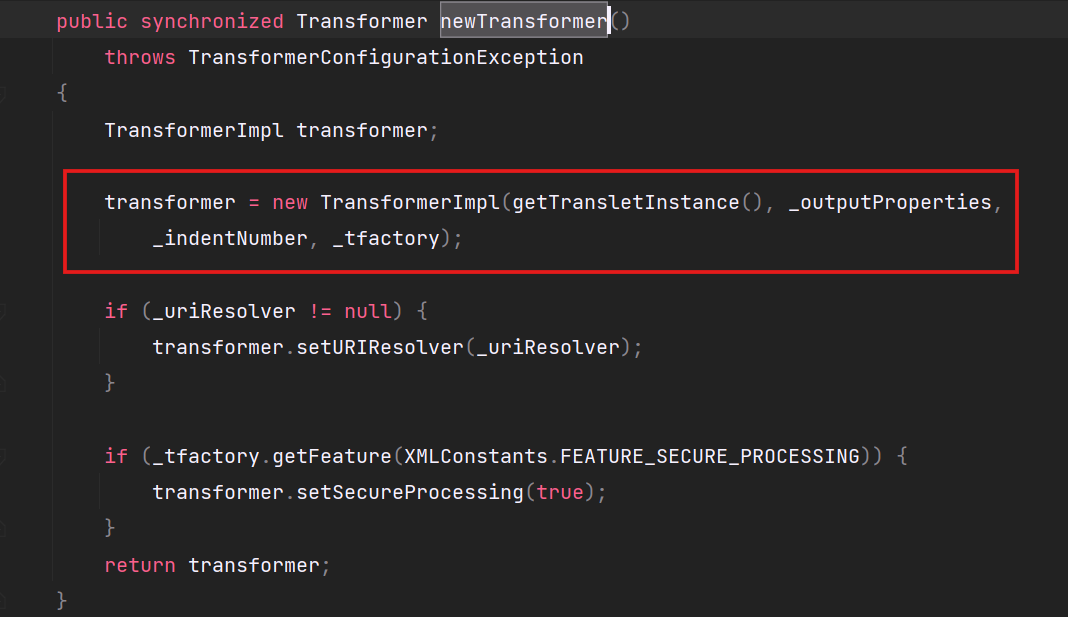 public synchronized Transformer newTransformer()
throws TransformerConfigurationException
{
TransformerImpl transformer;
transformer = new TransformerImpl(getTransletInstance(), _outputProperties,
_indentNumber, _tfactory);
if (_uriResolver != null) {
transformer.setURIResolver(_uriResolver);
}
if (_tfactory.getFeature(XMLConstants.FEATURE_SECURE_PROCESSING)) {
transformer.setSecureProcessing(true);
}
return transformer;
}